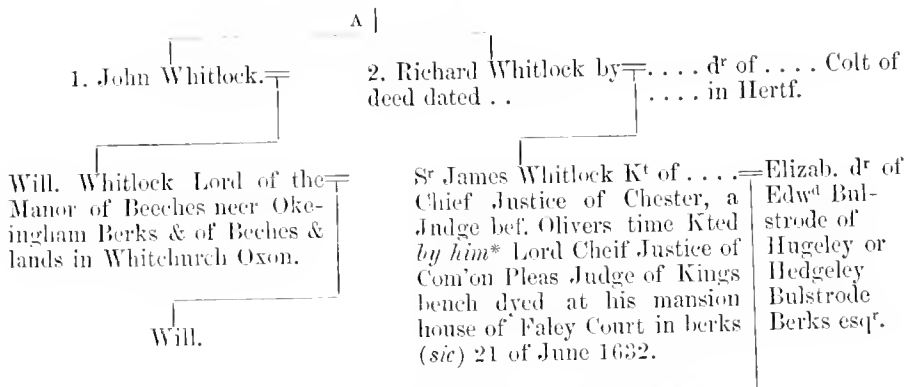 A
1. John Whitlock.
2. Richard Whitlock by .... dʳ of .... Colt of
deed dated . .  .... in Hertf.
Will. Whitlock Lord of the
Manor of Beeches neer Oke-
ingham Berks & of Beches &
lands in Whitchurch Oxon.
Will.
Sʳ James Whitlock Kᵗ of ....
Chief Justice of Chester, a
Judge bef. Olivers time Kted
by him* Lord Cheif Justice of
Com'on Pleas Judge of Kings
bench dyed at his mansion
house of Faley Court in berks
(sic) 21 of June 1632.
Elizab. dʳ of
Edwᵈ Bul-
strode of
Hugeley or
Hedgeley
Bulstrode
Berks esqʳ.